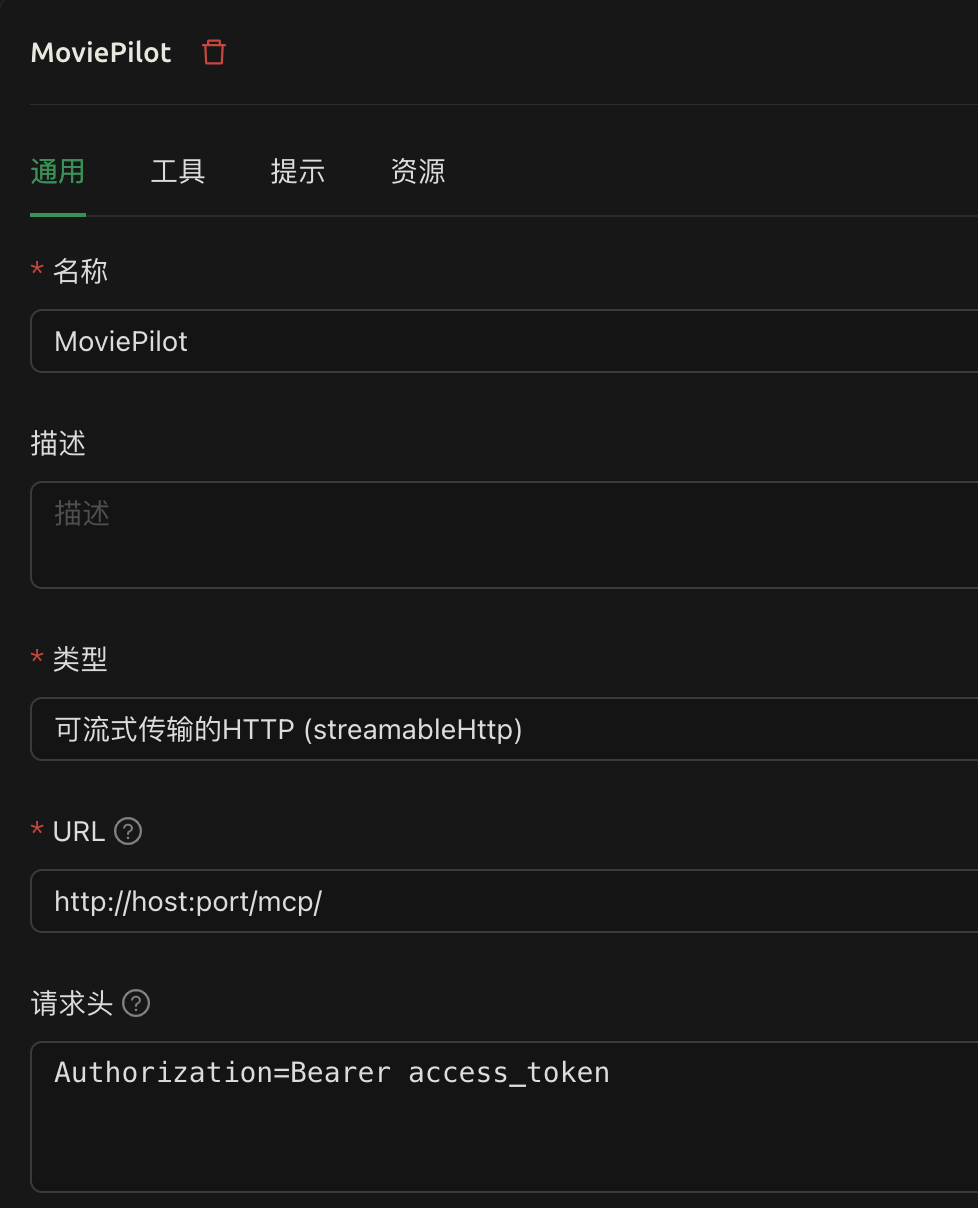 MoviePilot
通用 工具 提示 资源
* 名称
MoviePilot
描述
描述
* 类型
可流式传输的HTTP (streamableHttp)
* URL ?
http://host:port/mcp/
请求头 ?
Authorization=Bearer access_token